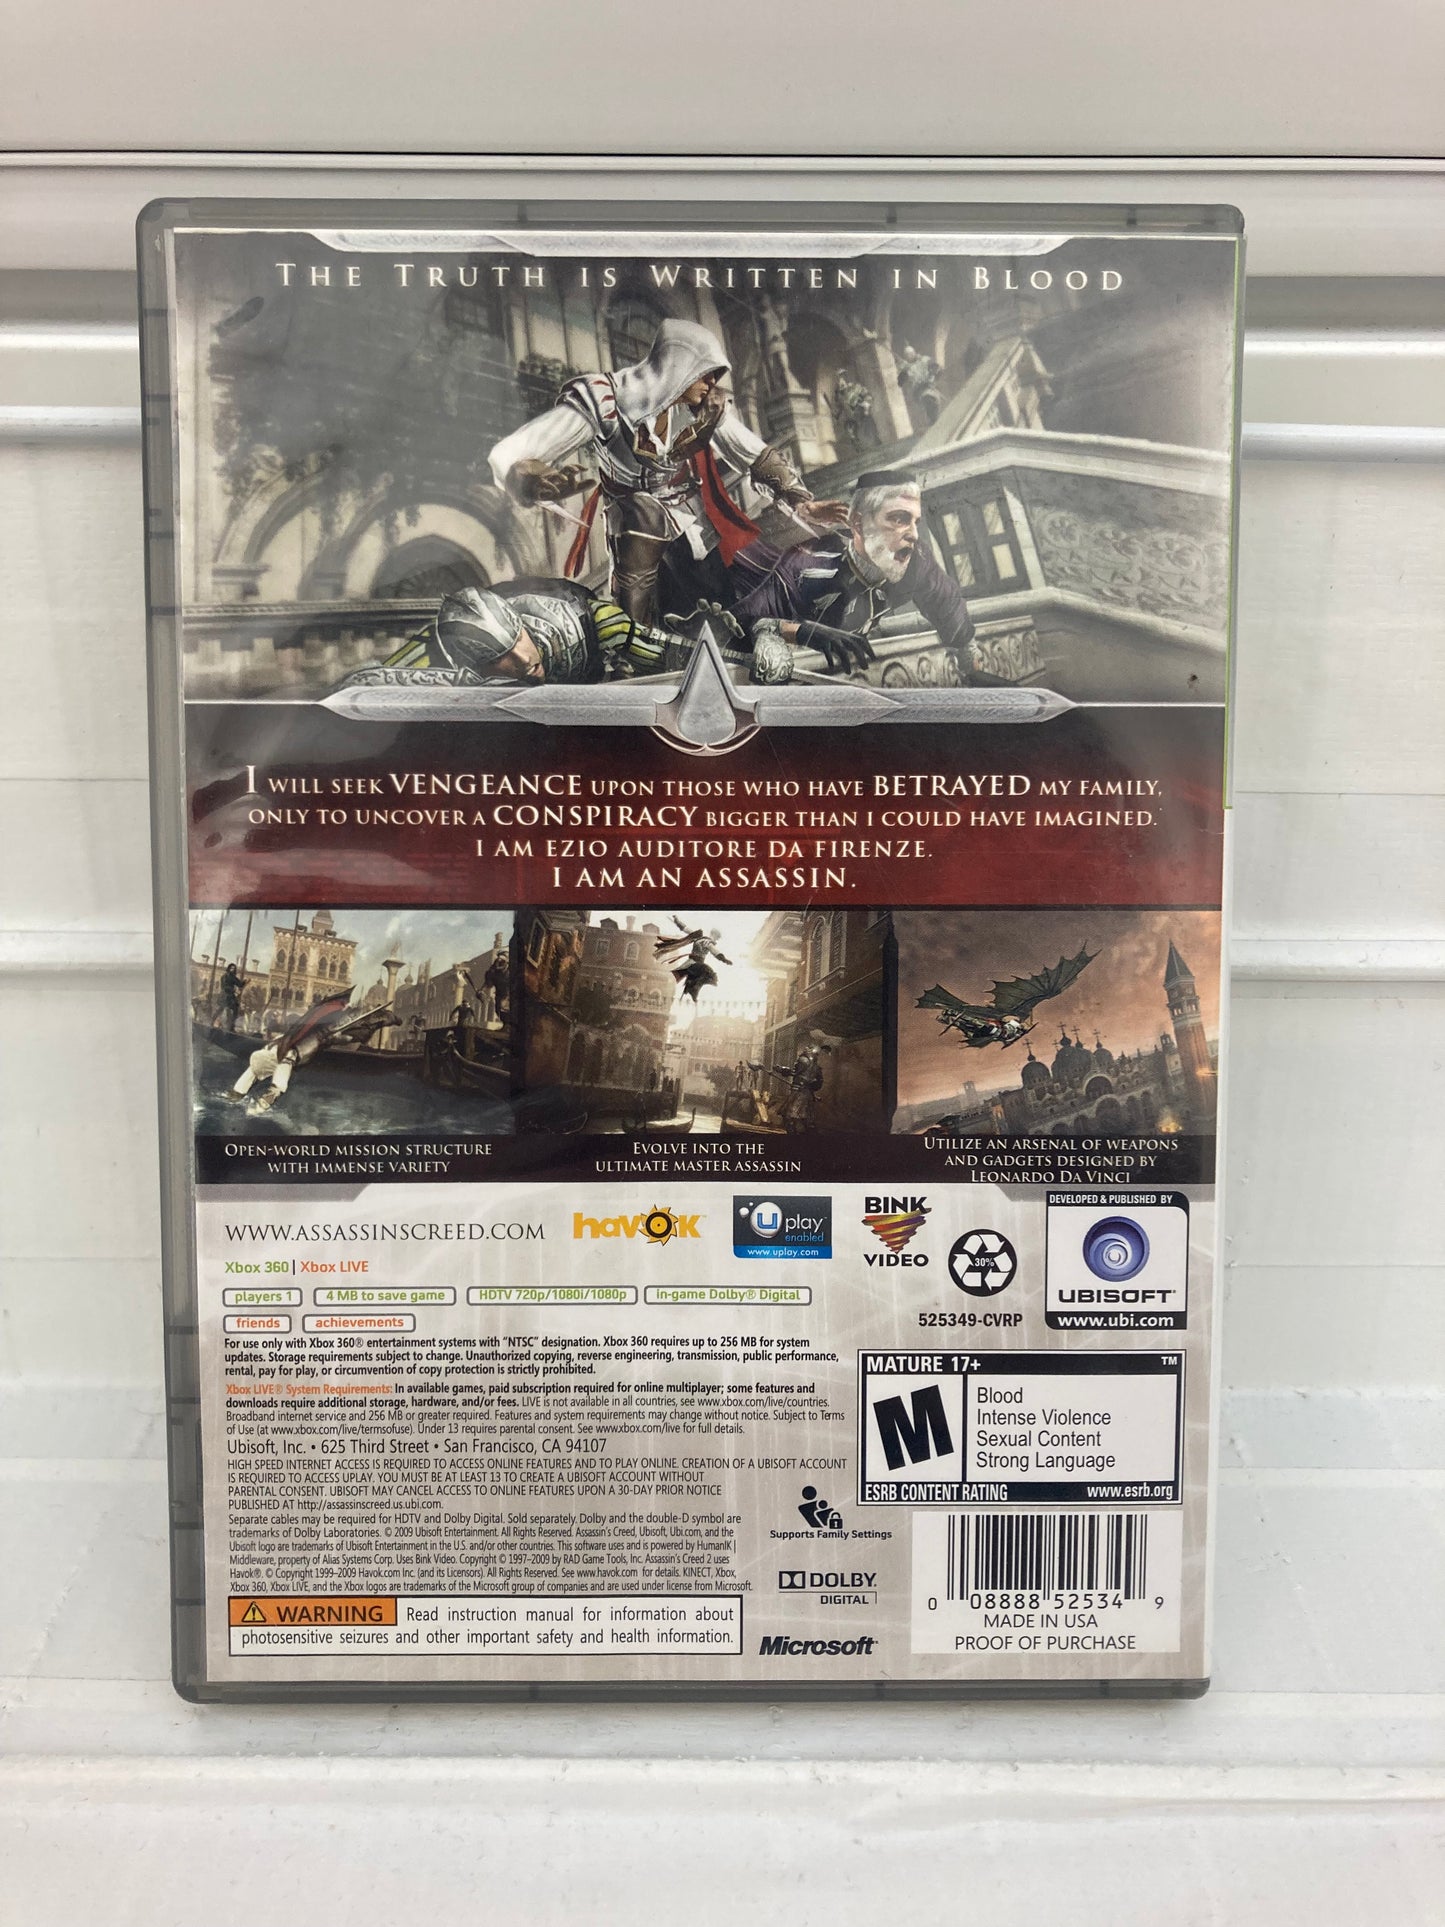 THE TRUTH IS WRITTEN IN BLOOD
I WILL SEEK VENGEANCE UPON THOSE WHO HAVE BETRAYED MY FAMILY,
ONLY TO UNCOVER A CONSPIRACY BIGGER THAN I COULD HAVE IMAGINED.
I AM EZIO AUDITORE DA FIRENZE.
I AM AN ASSASSIN.
OPEN-WORLD MISSION STRUCTURE
WITH IMMENSE VARIETY
EVOLVE INTO THE
ULTIMATE MASTER ASSASSIN
UTILIZE AN ARSENAL OF WEAPONS
AND GADGETS DESIGNED BY
LEONARDO DA VINCI
WWW.ASSASSINSCREED.COM
havok™
U play
enabled
www.uplay.com
BINK
VIDEO
30%
525349-CVRP
DEVELOPED & PUBLISHED BY
UBISOFT
www.ubi.com
Xbox 360 | Xbox LIVE
players 1
4 MB to save game
HDTV 720p/1080i/1080p
in-game Dolby® Digital
friends
achievements
For use only with Xbox 360® entertainment systems with "NTSC" designation. Xbox 360 requires up to 256 MB for system
updates. Storage requirements subject to change. Unauthorized copying, reverse engineering, transmission, public performance,
rental, pay for play, or circumvention of copy protection is strictly prohibited.
Xbox LIVE® System Requirements: In available games, paid subscription required for online multiplayer; some features and
downloads require additional storage, hardware, and/or fees. LIVE is not available in all countries, see www.xbox.com/live/countries.
Broadband internet service and 256 MB or greater required. Features and system requirements may change without notice. Subject to Terms
of Use (at www.xbox.com/live/termsofuse). Under 13 requires parental consent. See www.xbox.com/live for full details.
Ubisoft, Inc. • 625 Third Street • San Francisco, CA 94107
HIGH SPEED INTERNET ACCESS IS REQUIRED TO ACCESS ONLINE FEATURES AND TO PLAY ONLINE. CREATION OF A UBISOFT ACCOUNT
IS REQUIRED TO ACCESS UPLAY. YOU MUST BE AT LEAST 13 TO CREATE A UBISOFT ACCOUNT WITHOUT
PARENTAL CONSENT. UBISOFT MAY CANCEL ACCESS TO ONLINE FEATURES UPON A 30-DAY PRIOR NOTICE
PUBLISHED AT http://assassinscreed.us.ubi.com.
Separate cables may be required for HDTV and Dolby Digital. Sold separately. Dolby and the double-D symbol are
trademarks of Dolby Laboratories. © 2009 Ubisoft Entertainment. All Rights Reserved. Assassin's Creed, Ubisoft, Ubi.com, and the
Ubisoft logo are trademarks of Ubisoft Entertainment in the U.S. and/or other countries. This software uses and is powered by HumanIK
Middleware, property of Alias Systems Corp. Uses Bink Video. Copyright © 1997-2009 by RAD Game Tools, Inc. Assassin's Creed 2 uses
Havok®. © Copyright 1999-2009 Havok.com Inc. (and its Licensors). All Rights Reserved. See www.havok.com for details. KINECT, Xbox,
Xbox 360, Xbox LIVE, and the Xbox logos are trademarks of the Microsoft group of companies and are used under license from Microsoft.
WARNING Read instruction manual for information about
photosensitive seizures and other important safety and health information.
MATURE 17+ ™
M
Blood
Intense Violence
Sexual Content
Strong Language
ESRB CONTENT RATING www.esrb.org
Supports Family Settings
DOLBY.
DIGITAL
Microsoft
0 08888 52534 9
MADE IN USA
PROOF OF PURCHASE